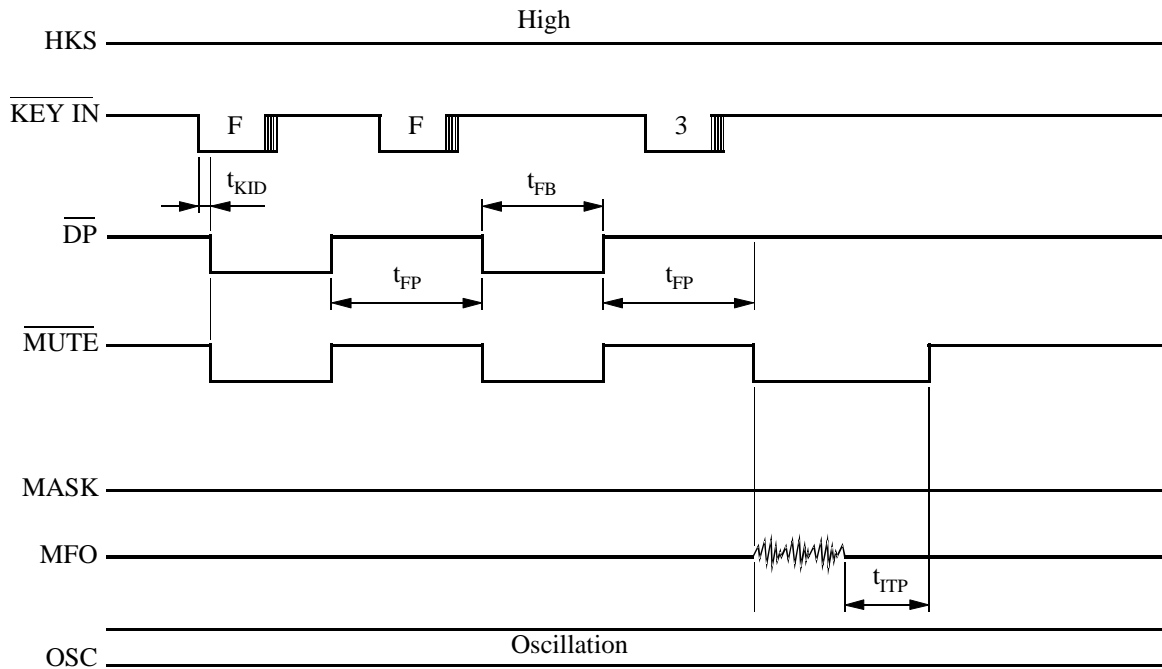 High
HKS
KEY IN
F F 3
tKID tFB
DP
tFP tFP
MUTE
MASK
MFO
tITP
Oscillation
OSC